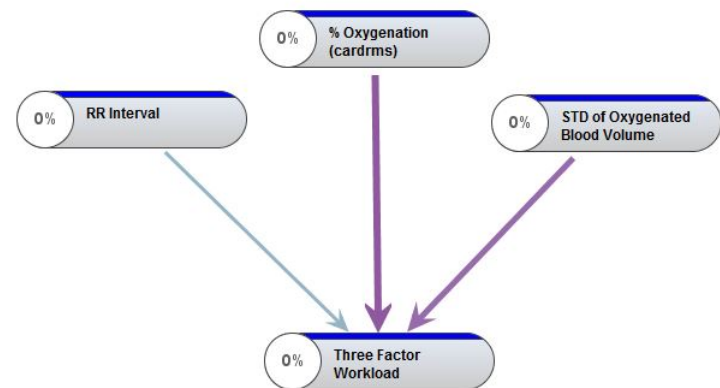 0%
% Oxygenation
(cardrms)
0%
RR Interval
0%
STD of Oxygenated
Blood Volume
0%
Three Factor
Workload